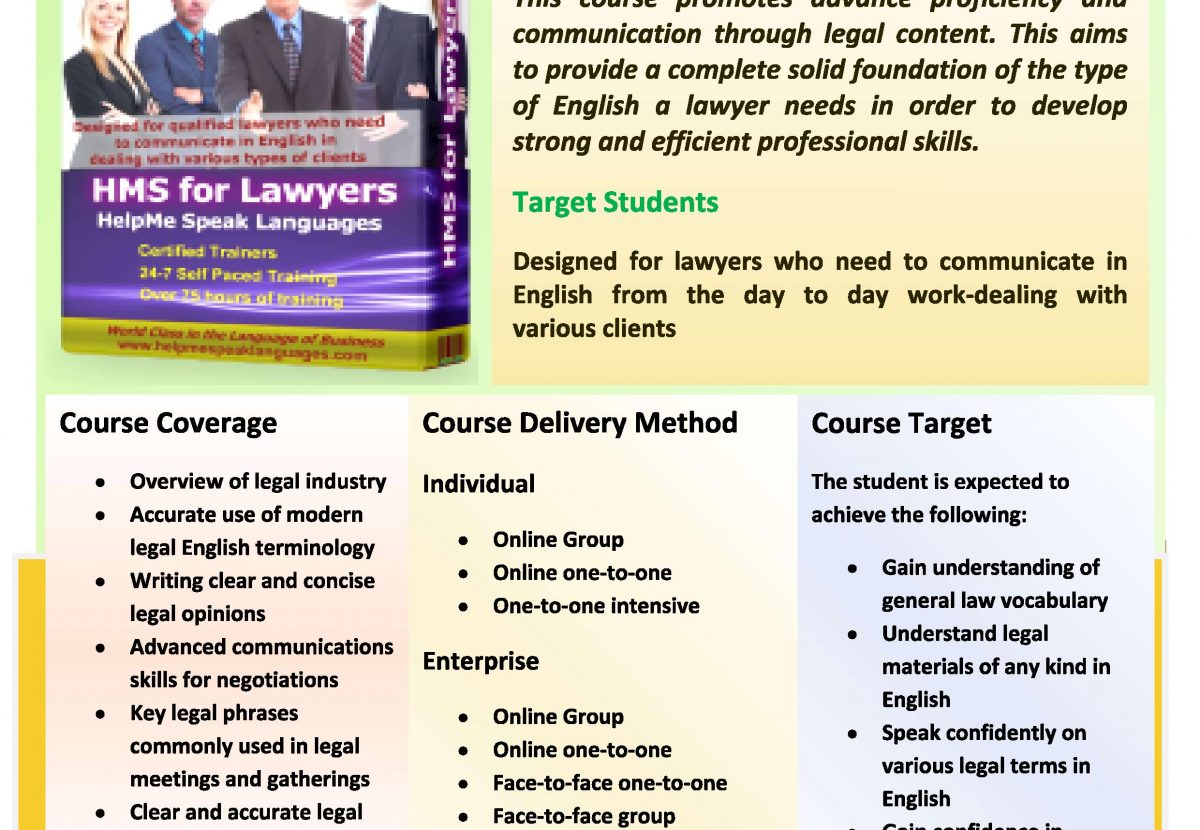 This course promotes advance proficiency and
communication through legal content. This aims
to provide a complete solid foundation of the type
of English a lawyer needs in order to develop
strong and efficient professional skills.
Target Students
Designed for lawyers who need to communicate in
English from the day to day work-dealing with
various clients
Designed for qualified lawyers who need
to communicate in English in
dealing with various types of clients
HMS for Lawyers
HelpMe Speak Languages
Certified Trainers
24-7 Self Paced Training
Over 25 hours of training
World Class in the Language of Business
www.helpmespeaklanguages.com
HMS for Lawyers
Course Coverage
• Overview of legal industry
• Accurate use of modern
legal English terminology
• Writing clear and concise
legal opinions
• Advanced communications
skills for negotiations
• Key legal phrases
commonly used in legal
meetings and gatherings
• Clear and accurate legal
Course Delivery Method
Individual
• Online Group
• Online one-to-one
• One-to-one intensive
Enterprise
• Online Group
• Online one-to-one
• Face-to-face one-to-one
• Face-to-face group
Course Target
The student is expected to
achieve the following:
• Gain understanding of
general law vocabulary
• Understand legal
materials of any kind in
English
• Speak confidently on
various legal terms in
English
• Gain confidence in